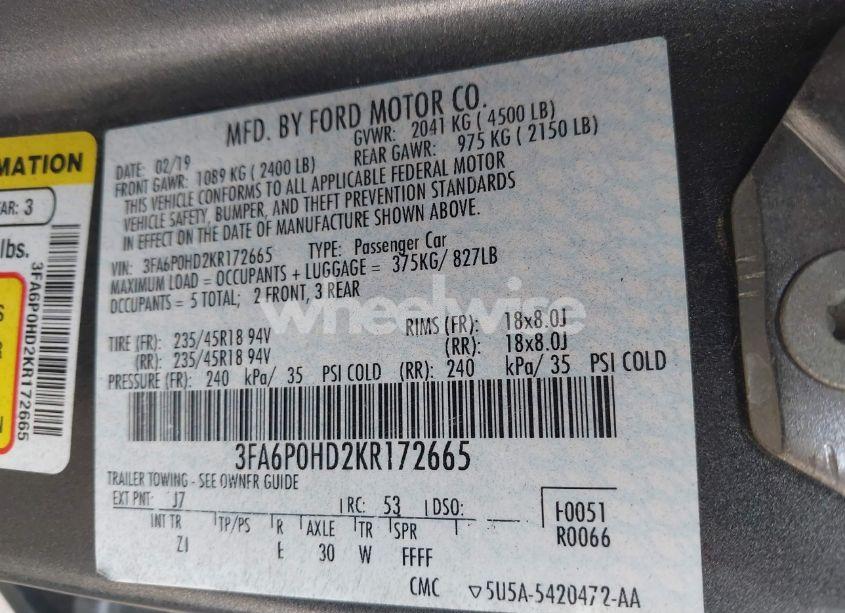 MFD. BY FORD MOTOR CO.
DATE: 02/19 GVWR: 2041 KG ( 4500 LB)
FRONT GAWR: 1089 KG ( 2400 LB) REAR GAWR: 975 KG ( 2150 LB)
THIS VEHICLE CONFORMS TO ALL APPLICABLE FEDERAL MOTOR
VEHICLE SAFETY, BUMPER, AND THEFT PREVENTION STANDARDS
IN EFFECT ON THE DATE OF MANUFACTURE SHOWN ABOVE.
VIN: 3FA6P0HD2KR172665 TYPE: Passenger Car
MAXIMUM LOAD = OCCUPANTS + LUGGAGE = 375KG/ 827LB
OCCUPANTS = 5 TOTAL; 2 FRONT, 3 REAR
wheelwise
TIRE (FR): 235/45R18 94V RIMS (FR): 18x8.0J
(RR): 235/45R18 94V (RR): 18x8.0J
PRESSURE (FR): 240 kPa/ 35 PSI COLD (RR): 240 kPa/ 35 PSI COLD
3FA6P0HD2KR172665
TRAILER TOWING - SEE OWNER GUIDE
EXT PNT: J7 RC: 53 DSO:
INT TR TP/PS R AXLE TR SPR
ZI E 30 W FFFF
F0051
R0066
CMC 5U5A-5420472-AA
MATION
AR: 3
lbs.
3FA6P0HD2KR172665